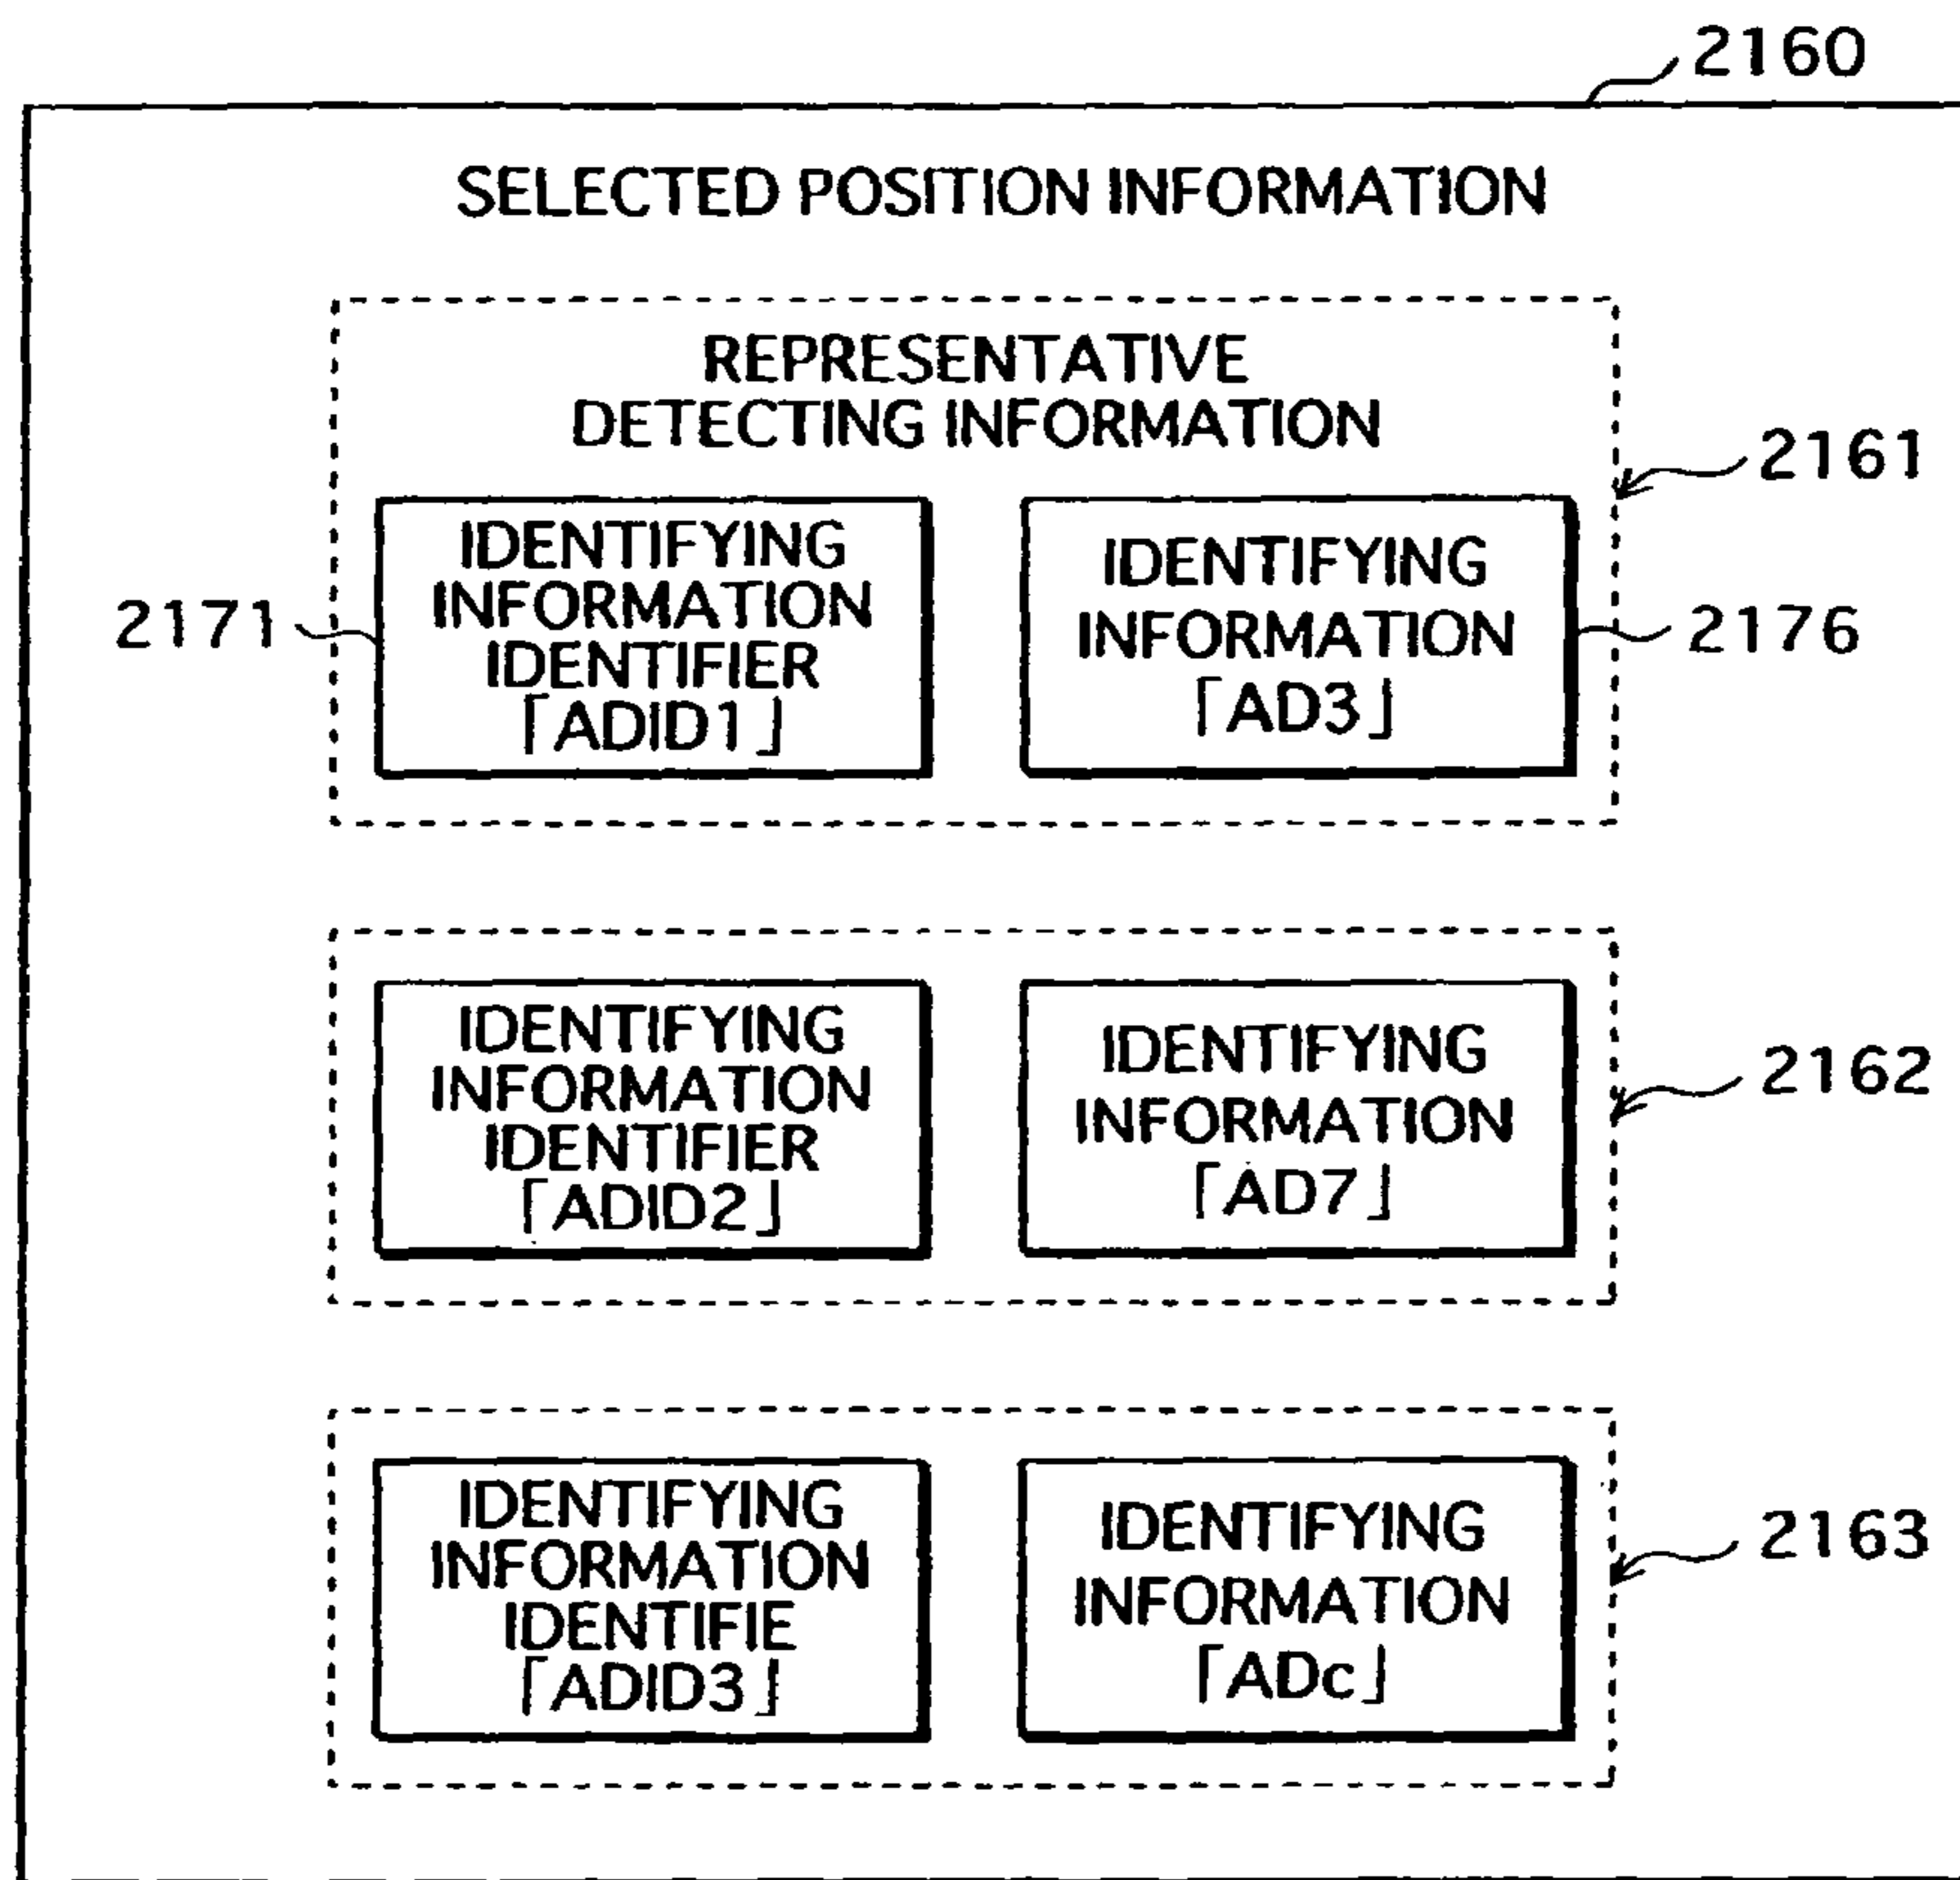 2160
SELECTED POSITION INFORMATION
REPRESENTATIVE
DETECTING INFORMATION
2161
IDENTIFYING
INFORMATION
IDENTIFIER
「ADID1」
2171
IDENTIFYING
INFORMATION
「AD3」
2176
IDENTIFYING
INFORMATION
IDENTIFIER
「ADID2」
IDENTIFYING
INFORMATION
「AD7」
2162
IDENTIFYING
INFORMATION
IDENTIFIE
「ADID3」
IDENTIFYING
INFORMATION
「ADc」
2163